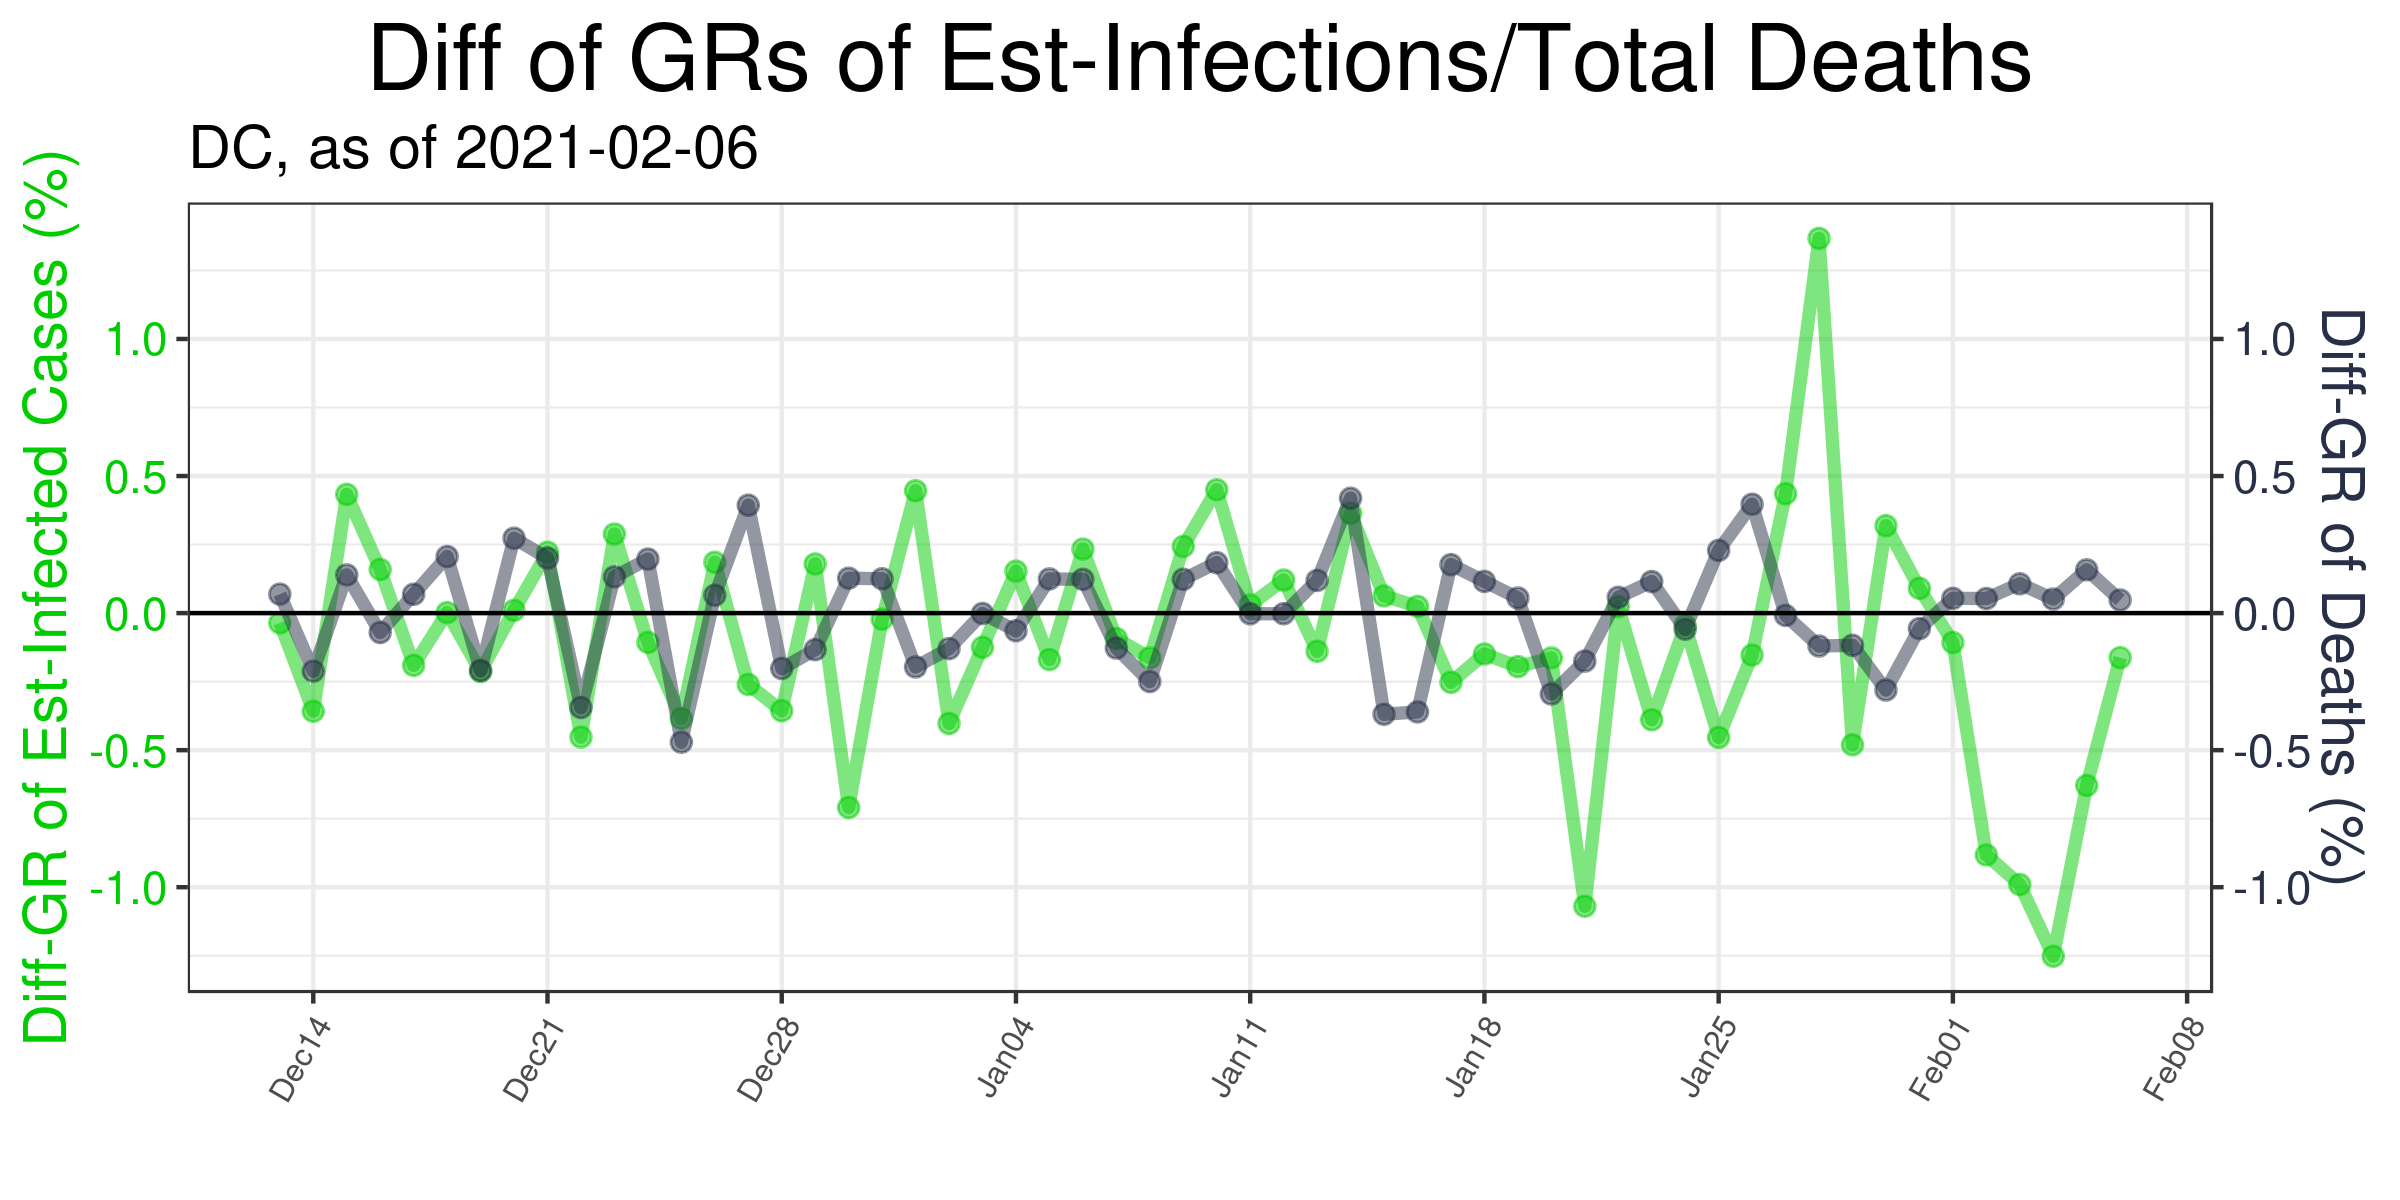 Diff of GRs of Est-Infections/Total Deaths
DC, as of 2021-02-06
Diff-GR of Est-Infected Cases (%)
1.0
0.5
0.0
-0.5
-1.0
1.0
0.5
0.0
-0.5
-1.0
Diff-GR of Deaths (%)
Dec14
Dec21
Dec28
Jan04
Jan11
Jan18
Jan25
Feb01
Feb08